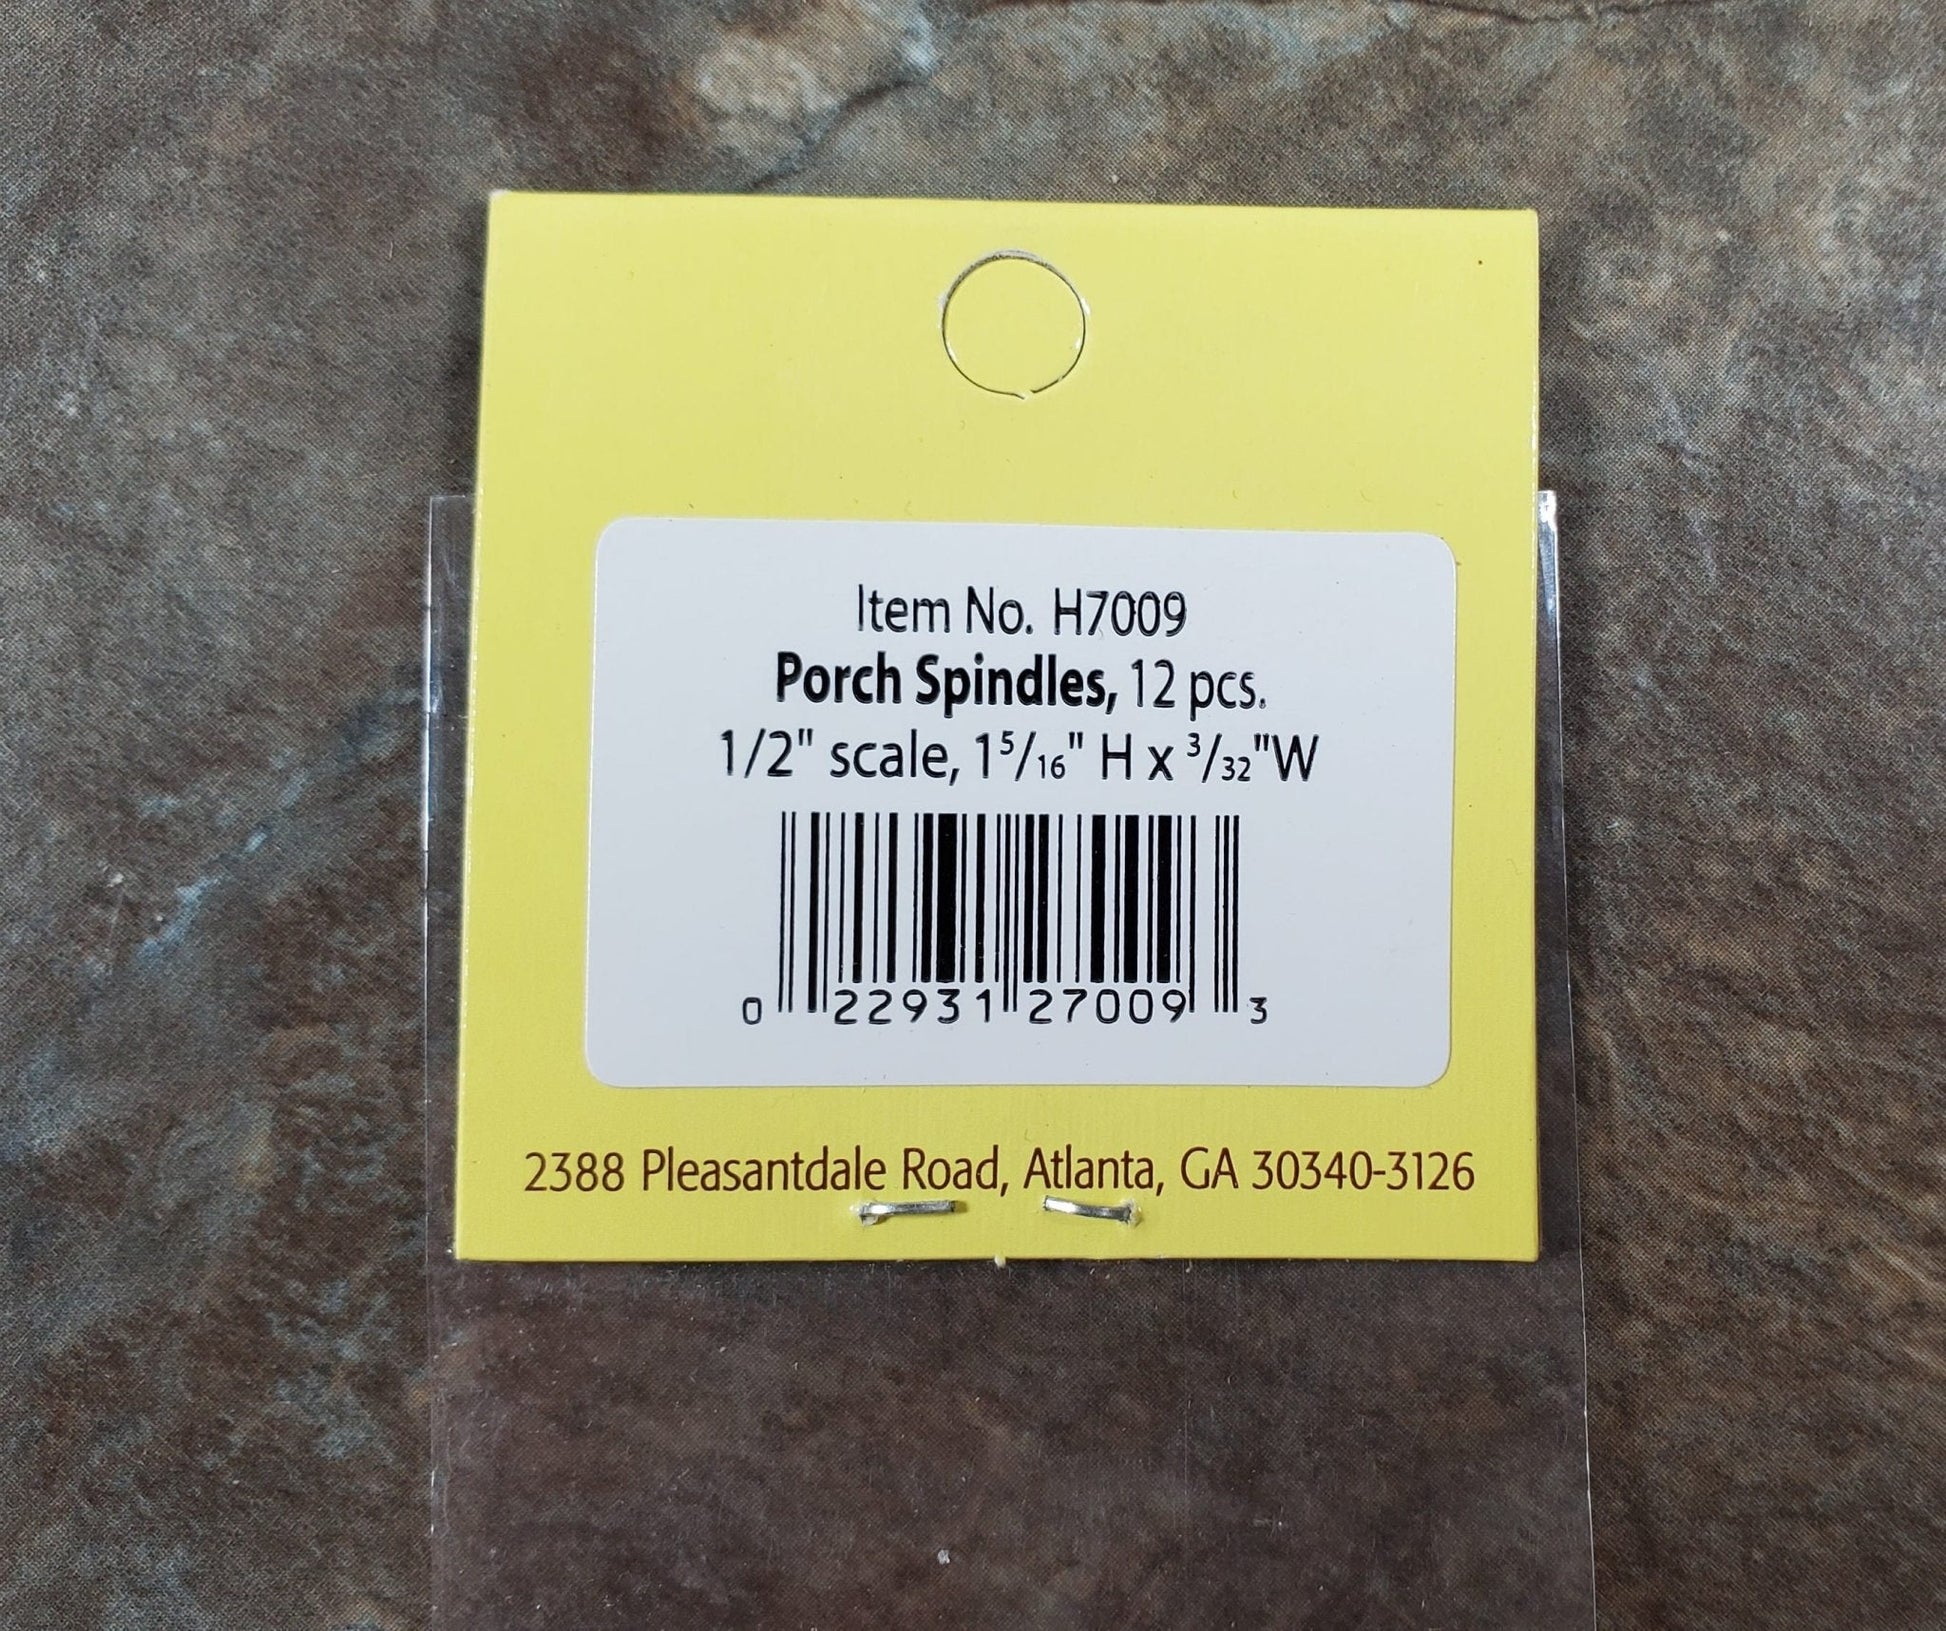 Item No. H7009
Porch Spindles, 12 pcs.
1/2" scale, 1 5/16" H x 3/32"W
0 22931 27009 3
2388 Pleasantdale Road, Atlanta, GA 30340-3126